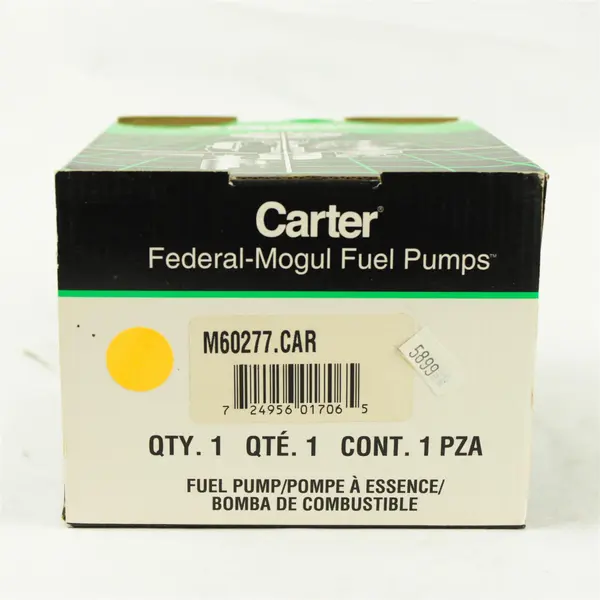 Carter®
Federal-Mogul Fuel Pumps™
M60277.CAR
5899
7 24956 01706 5
QTY. 1 QTÉ. 1 CONT. 1 PZA
FUEL PUMP/POMPE À ESSENCE/
BOMBA DE COMBUSTIBLE